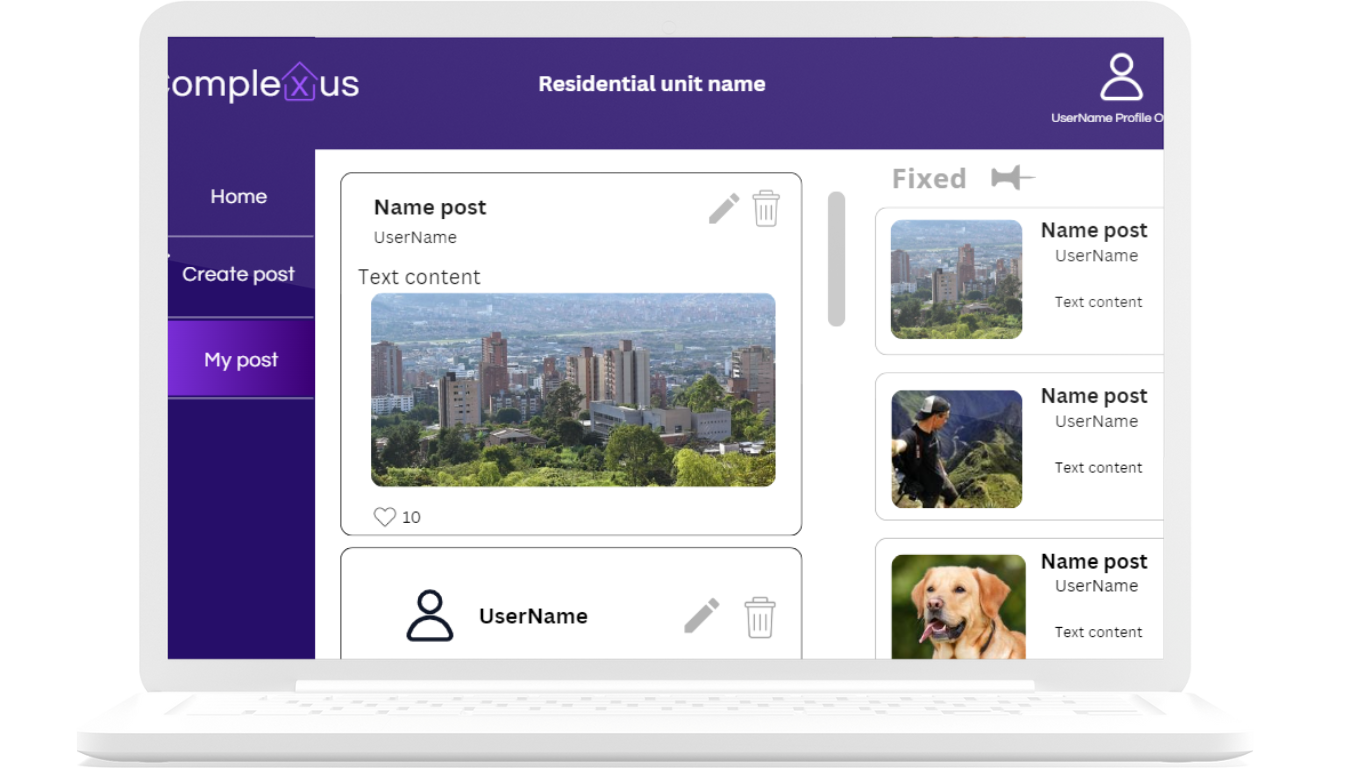 omplexus
Residential unit name
UserName Profile O
Home
Create post
My post
Name post
UserName
Text content
10
UserName
Fixed
Name post
UserName
Text content
Name post
UserName
Text content
Name post
UserName
Text content